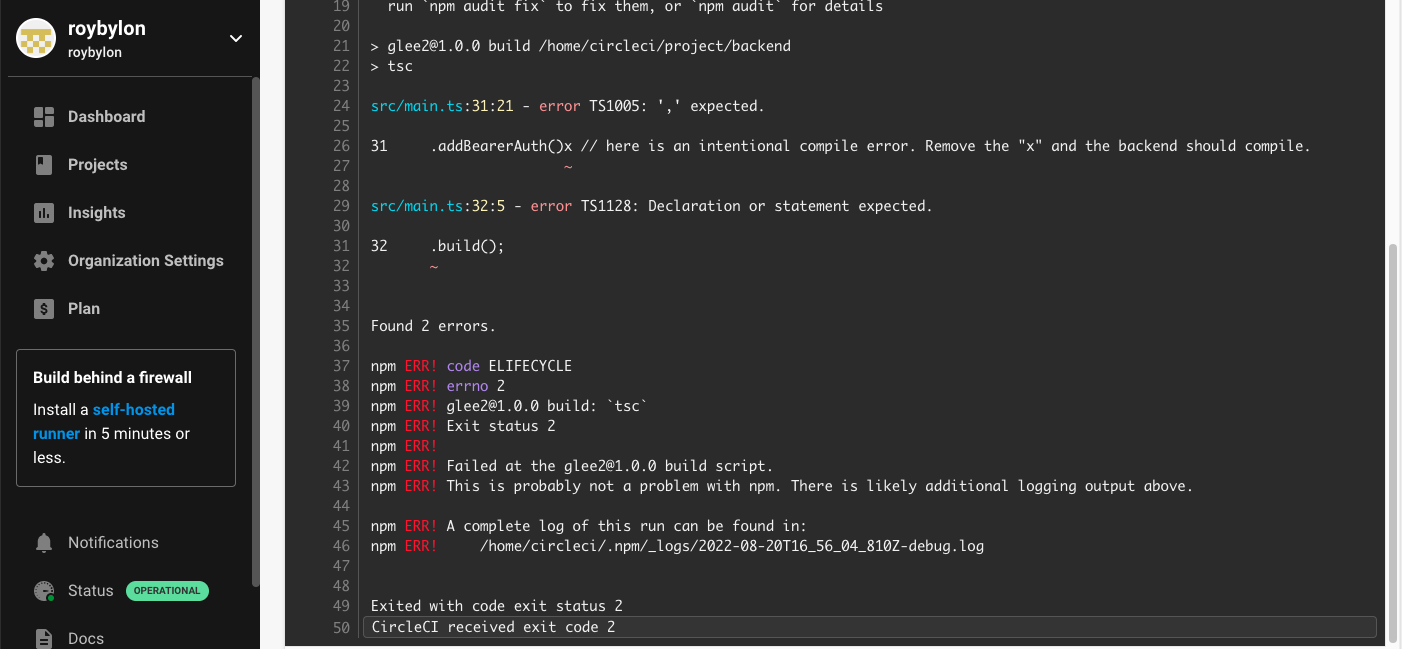 roybylon
roybylon
Dashboard
Projects
Insights
Organization Settings
Plan
Build behind a firewall
Install a self-hosted
runner in 5 minutes or
less.
Notifications
Status OPERATIONAL
Docs
19 run `npm audit fix` to fix them, or `npm audit` for details
20
21 > glee2@1.0.0 build /home/circleci/project/backend
22 > tsc
23
24 src/main.ts:31:21 - error TS1005: ',' expected.
25
26 31     .addBearerAuth()x // here is an intentional compile error. Remove the "x" and the backend should compile.
27                       ~
28
29 src/main.ts:32:5 - error TS1128: Declaration or statement expected.
30
31 32     .build();
32        ~
33
34
35 Found 2 errors.
36
37 npm ERR! code ELIFECYCLE
38 npm ERR! errno 2
39 npm ERR! glee2@1.0.0 build: `tsc`
40 npm ERR! Exit status 2
41 npm ERR!
42 npm ERR! Failed at the glee2@1.0.0 build script.
43 npm ERR! This is probably not a problem with npm. There is likely additional logging output above.
44
45 npm ERR! A complete log of this run can be found in:
46 npm ERR!     /home/circleci/.npm/_logs/2022-08-20T16_56_04_810Z-debug.log
47
48
49 Exited with code exit status 2
50 CircleCI received exit code 2